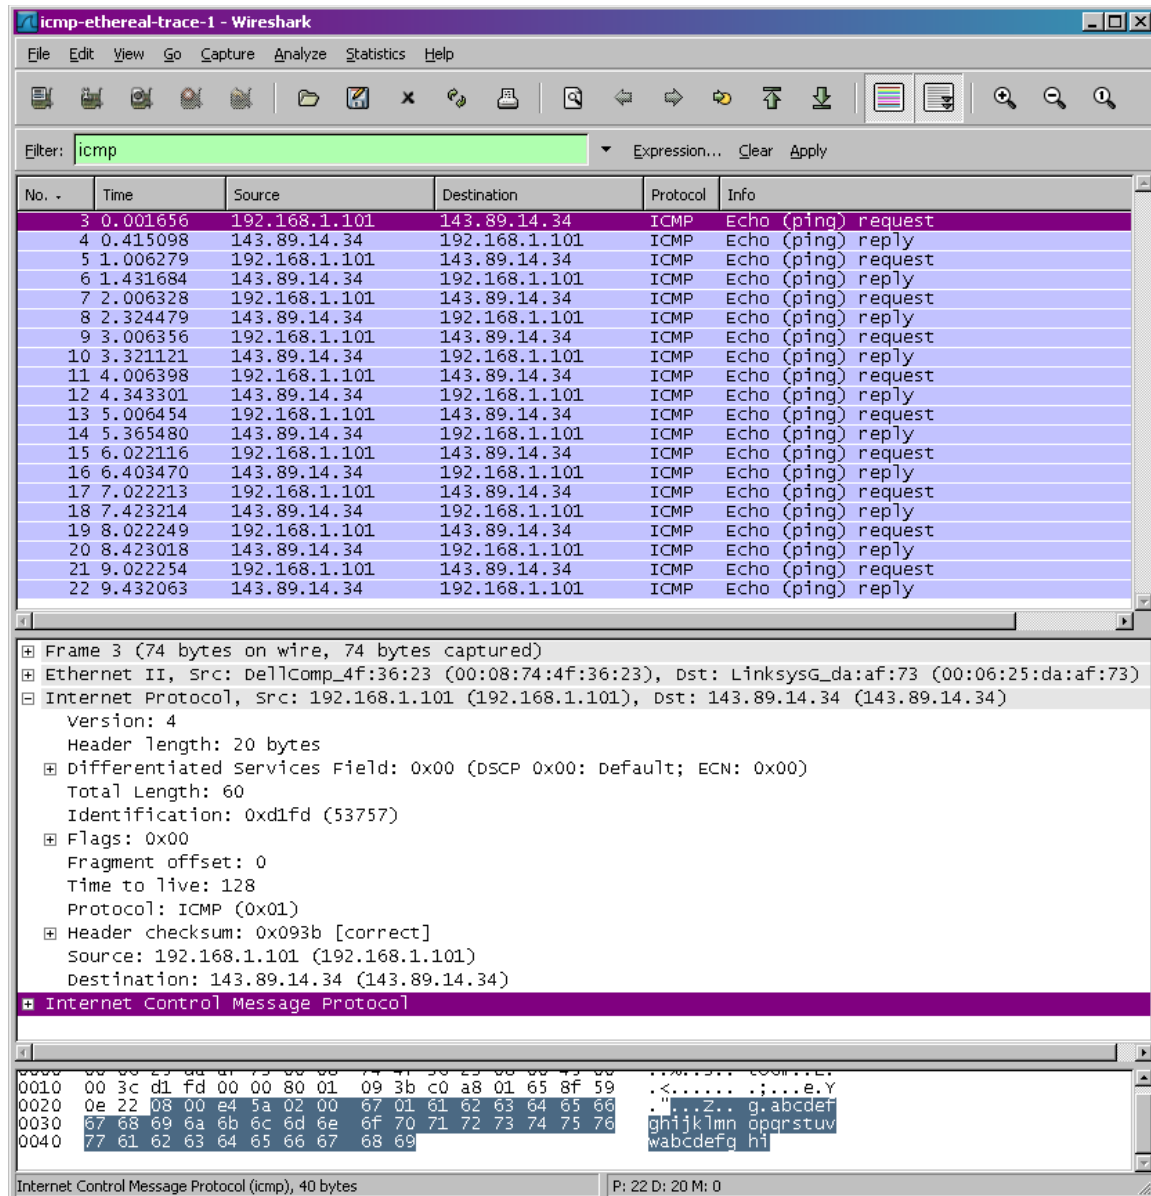 icmp-ethereal-trace-1 - Wireshark
File Edit View Go Capture Analyze Statistics Help
Filter: icmp Expression... Clear Apply
No. Time Source Destination Protocol Info
3 0.001656 192.168.1.101 143.89.14.34 ICMP Echo (ping) request
4 0.415098 143.89.14.34 192.168.1.101 ICMP Echo (ping) reply
5 1.006279 192.168.1.101 143.89.14.34 ICMP Echo (ping) request
6 1.431684 143.89.14.34 192.168.1.101 ICMP Echo (ping) reply
7 2.006328 192.168.1.101 143.89.14.34 ICMP Echo (ping) request
8 2.324479 143.89.14.34 192.168.1.101 ICMP Echo (ping) reply
9 3.006356 192.168.1.101 143.89.14.34 ICMP Echo (ping) request
10 3.321121 143.89.14.34 192.168.1.101 ICMP Echo (ping) reply
11 4.006398 192.168.1.101 143.89.14.34 ICMP Echo (ping) request
12 4.343301 143.89.14.34 192.168.1.101 ICMP Echo (ping) reply
13 5.006454 192.168.1.101 143.89.14.34 ICMP Echo (ping) request
14 5.365480 143.89.14.34 192.168.1.101 ICMP Echo (ping) reply
15 6.022116 192.168.1.101 143.89.14.34 ICMP Echo (ping) request
16 6.403470 143.89.14.34 192.168.1.101 ICMP Echo (ping) reply
17 7.022213 192.168.1.101 143.89.14.34 ICMP Echo (ping) request
18 7.423214 143.89.14.34 192.168.1.101 ICMP Echo (ping) reply
19 8.022249 192.168.1.101 143.89.14.34 ICMP Echo (ping) request
20 8.423018 143.89.14.34 192.168.1.101 ICMP Echo (ping) reply
21 9.022254 192.168.1.101 143.89.14.34 ICMP Echo (ping) request
22 9.432063 143.89.14.34 192.168.1.101 ICMP Echo (ping) reply
Frame 3 (74 bytes on wire, 74 bytes captured)
Ethernet II, Src: DellComp_4f:36:23 (00:08:74:4f:36:23), Dst: LinksysG_da:af:73 (00:06:25:da:af:73)
Internet Protocol, Src: 192.168.1.101 (192.168.1.101), Dst: 143.89.14.34 (143.89.14.34)
Version: 4
Header length: 20 bytes
Differentiated Services Field: 0x00 (DSCP 0x00: Default; ECN: 0x00)
Total Length: 60
Identification: 0xd1fd (53757)
Flags: 0x00
Fragment offset: 0
Time to live: 128
Protocol: ICMP (0x01)
Header checksum: 0x093b [correct]
Source: 192.168.1.101 (192.168.1.101)
Destination: 143.89.14.34 (143.89.14.34)
Internet Control Message Protocol
0010 00 3c d1 fd 00 00 80 01 09 3b c0 a8 01 65 8f 59 .<...... .;...e.Y
0020 0e 22 08 00 e4 5a 02 00 67 01 61 62 63 64 65 66 ."...Z.. g.abcdef
0030 67 68 69 6a 6b 6c 6d 6e 6f 70 71 72 73 74 75 76 ghijklmn opqrstuv
0040 77 61 62 63 64 65 66 67 68 69 wabcdefg hi
Internet Control Message Protocol (icmp), 40 bytes P: 22 D: 20 M: 0